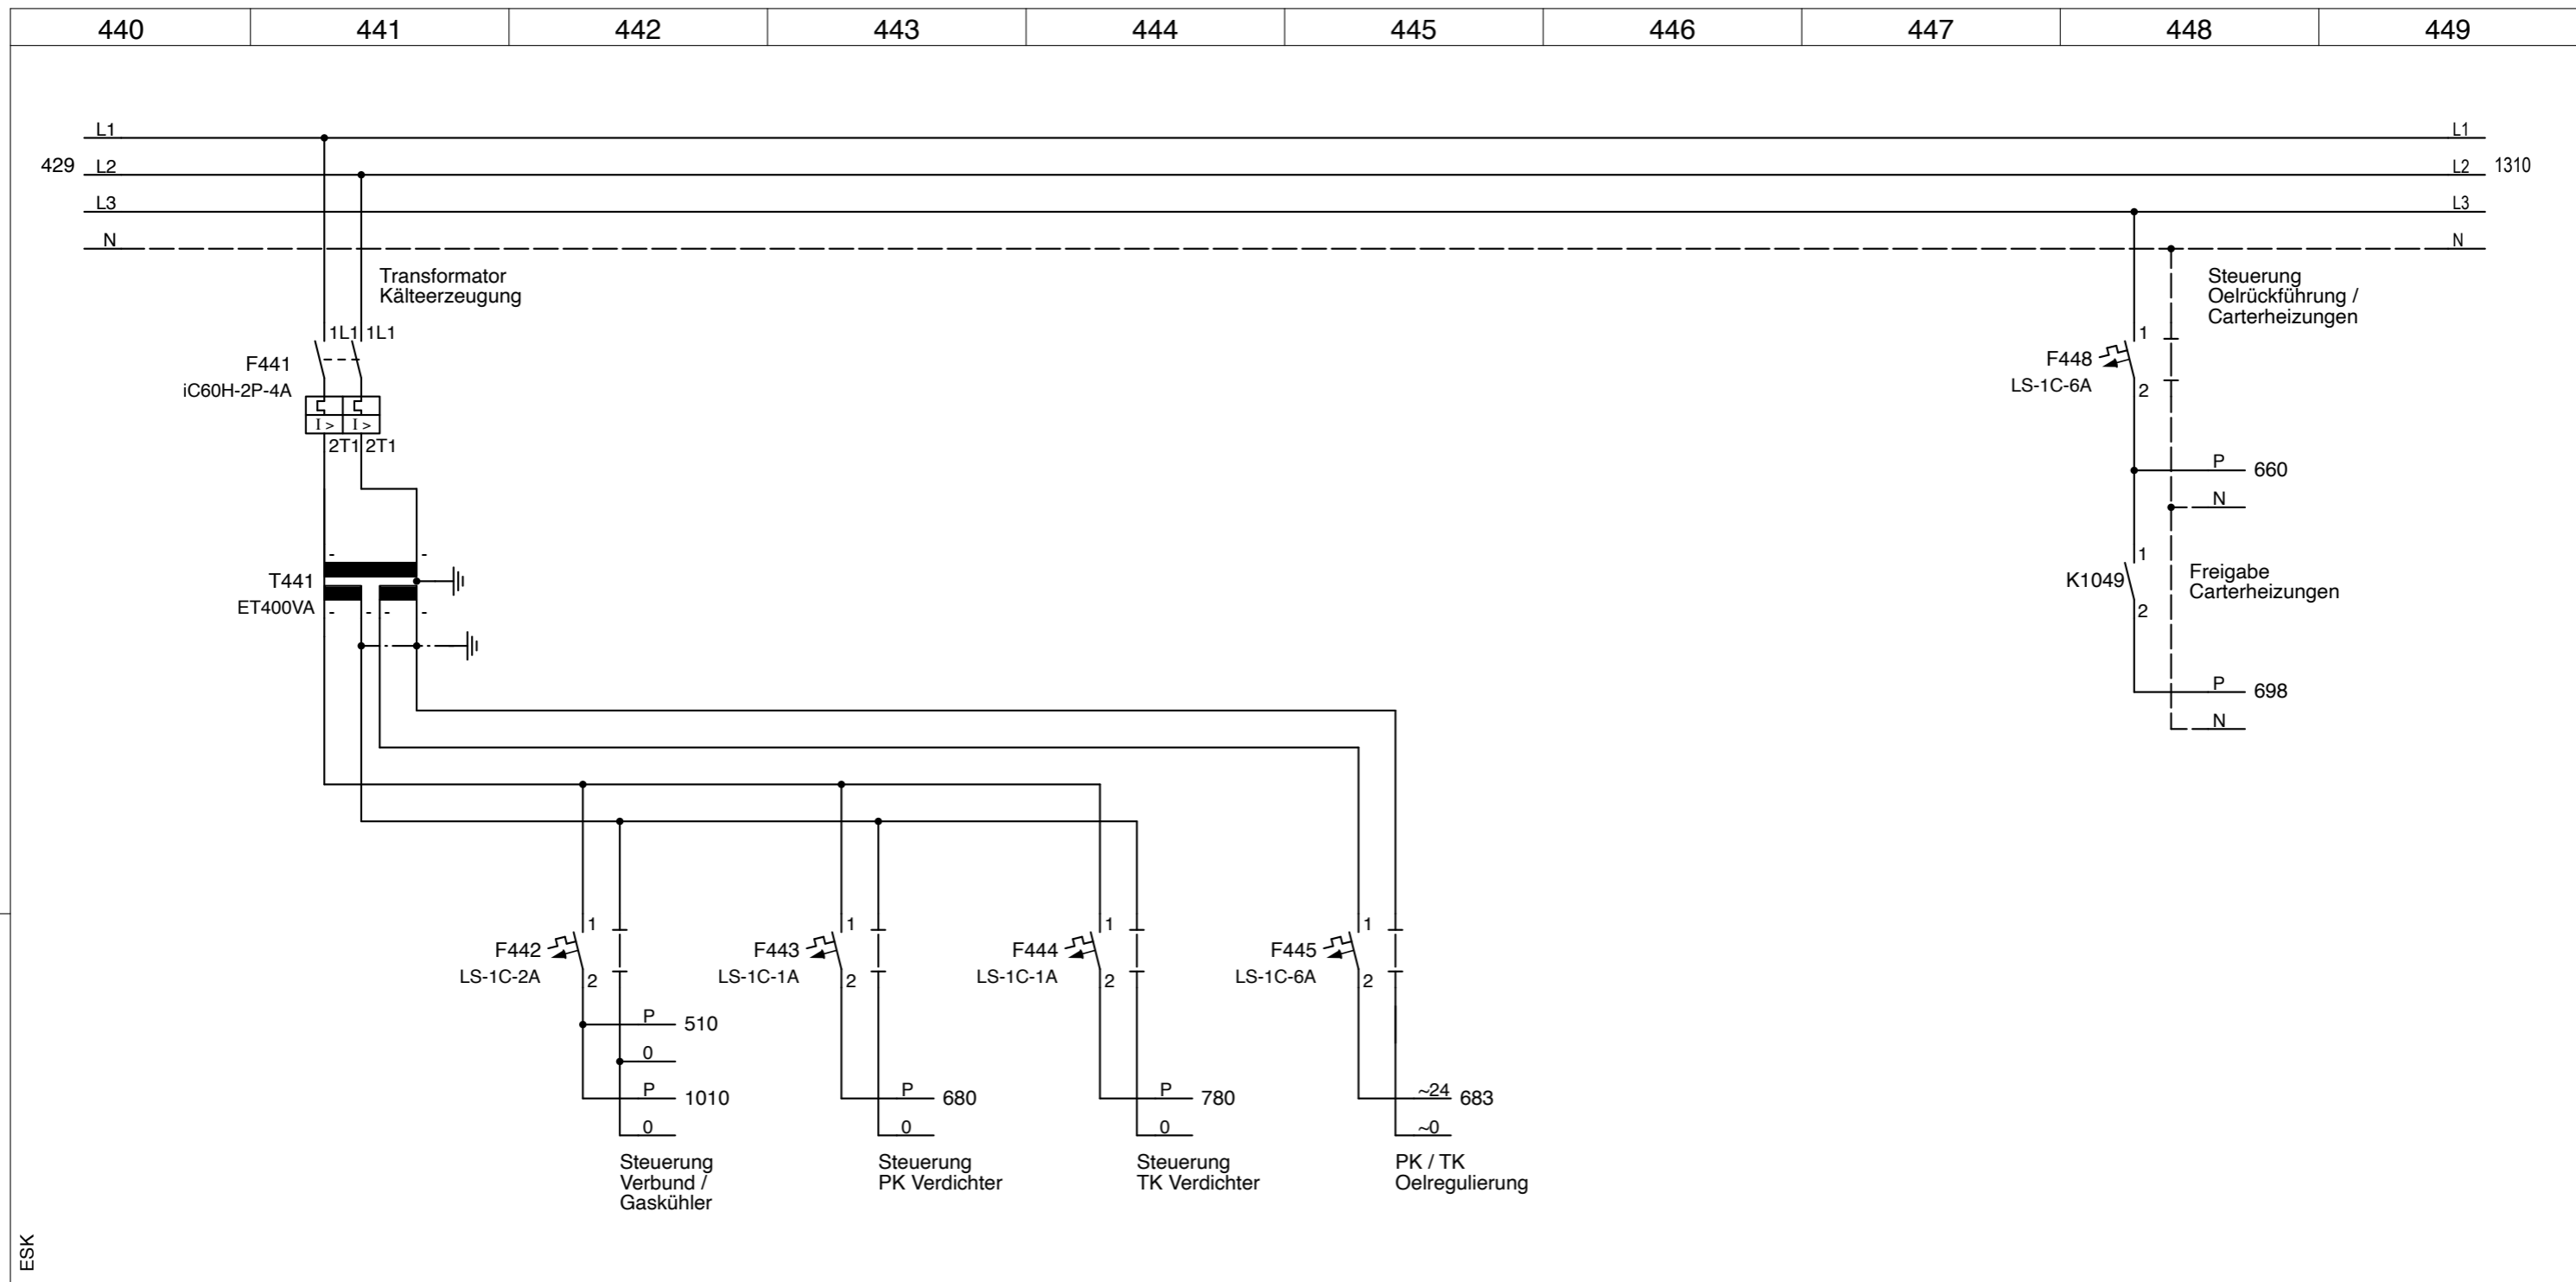 440 441 442 443 444 445 446 447 448 449
L1 L1
429 L2 L2 1310
L3 L3
N N
Transformator
Kälteerzeugung
Steuerung
Oelrückführung /
Carterheizungen
1L1 1L1
F441
iC60H-2P-4A
I > I >
2T1 2T1
1
F448
LS-1C-6A
2
P 660
N
- -
T441
ET400VA
- - - -
1
K1049
2
Freigabe
Carterheizungen
P 698
N
1
F442
LS-1C-2A
2
P 510
0
P 1010
0
Steuerung
Verbund /
Gaskühler
1
F443
LS-1C-1A
2
P 680
0
Steuerung
PK Verdichter
1
F444
LS-1C-1A
2
P 780
0
Steuerung
TK Verdichter
1
F445
LS-1C-6A
2
~24 683
~0
PK / TK
Oelregulierung
ESK